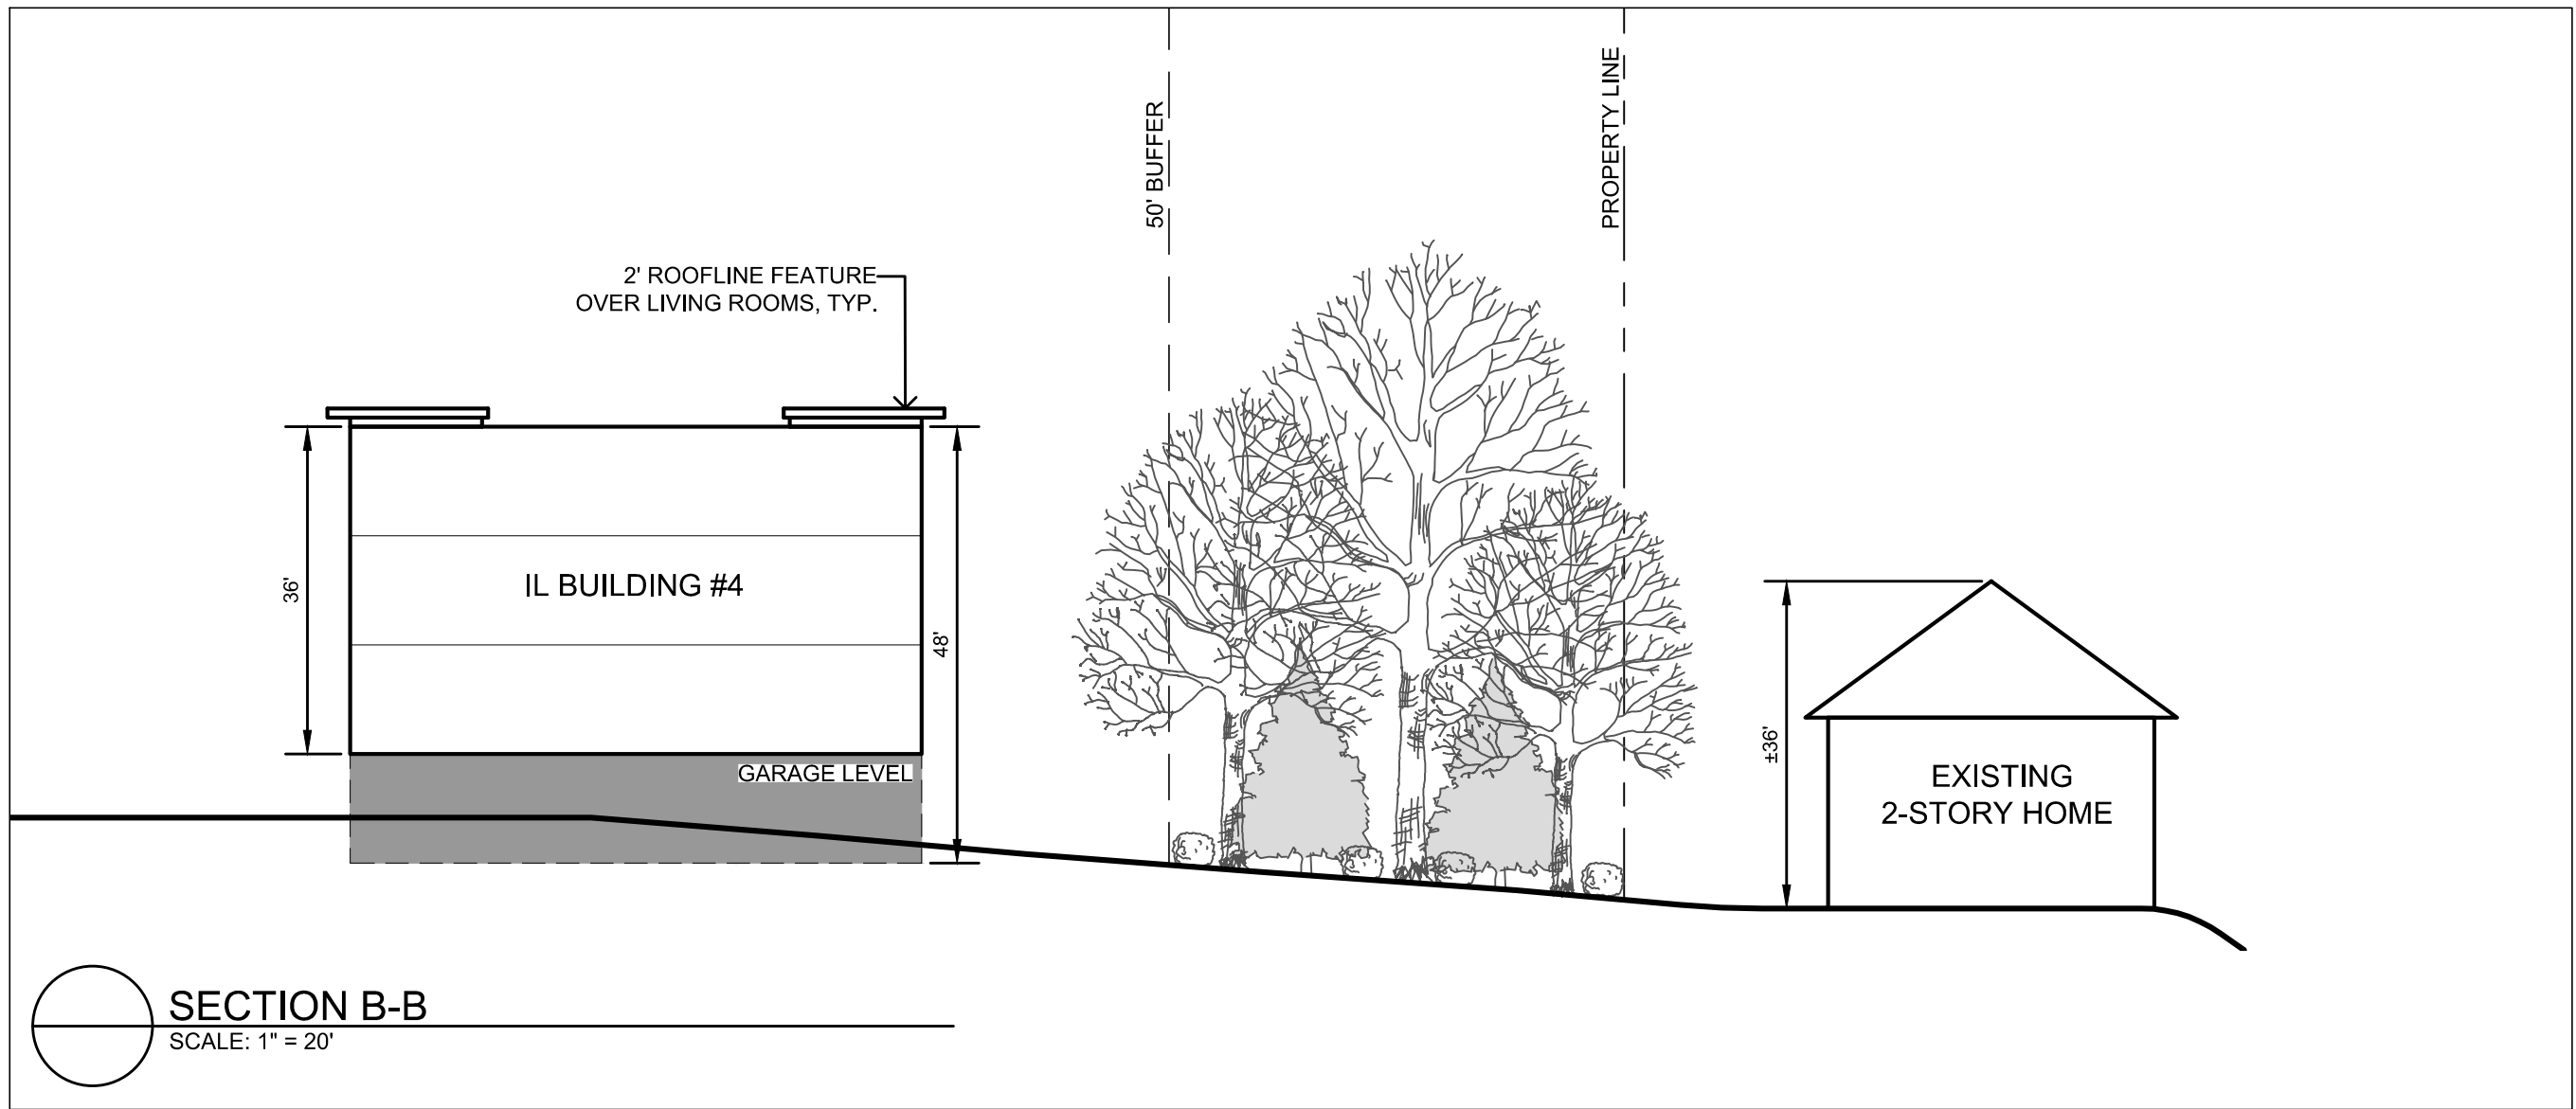 50' BUFFER
PROPERTY LINE
2' ROOFLINE FEATURE
OVER LIVING ROOMS, TYP.
36'
IL BUILDING #4
48'
GARAGE LEVEL
±36'
EXISTING
2-STORY HOME
SECTION B-B
SCALE: 1" = 20'